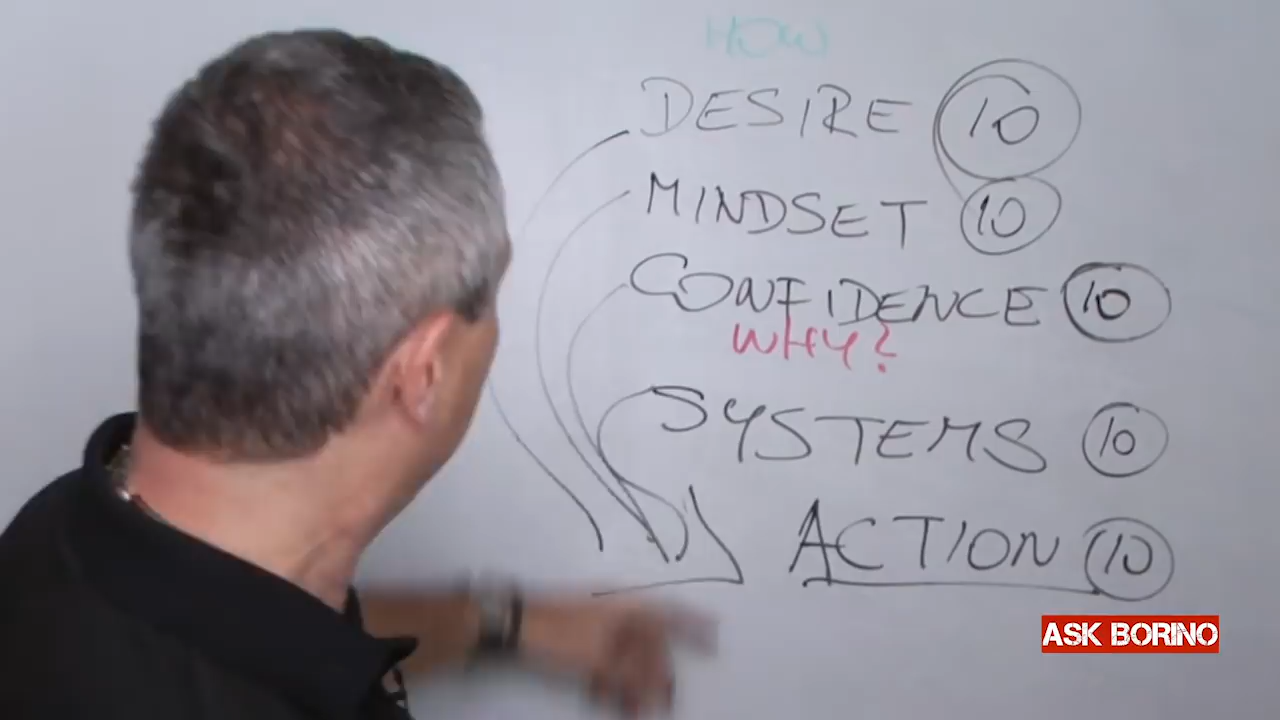 HOW
DESIRE 10
MINDSET 10
CONFIDENCE 10
WHY?
SYSTEMS 10
ACTION 10
ASK BORINO